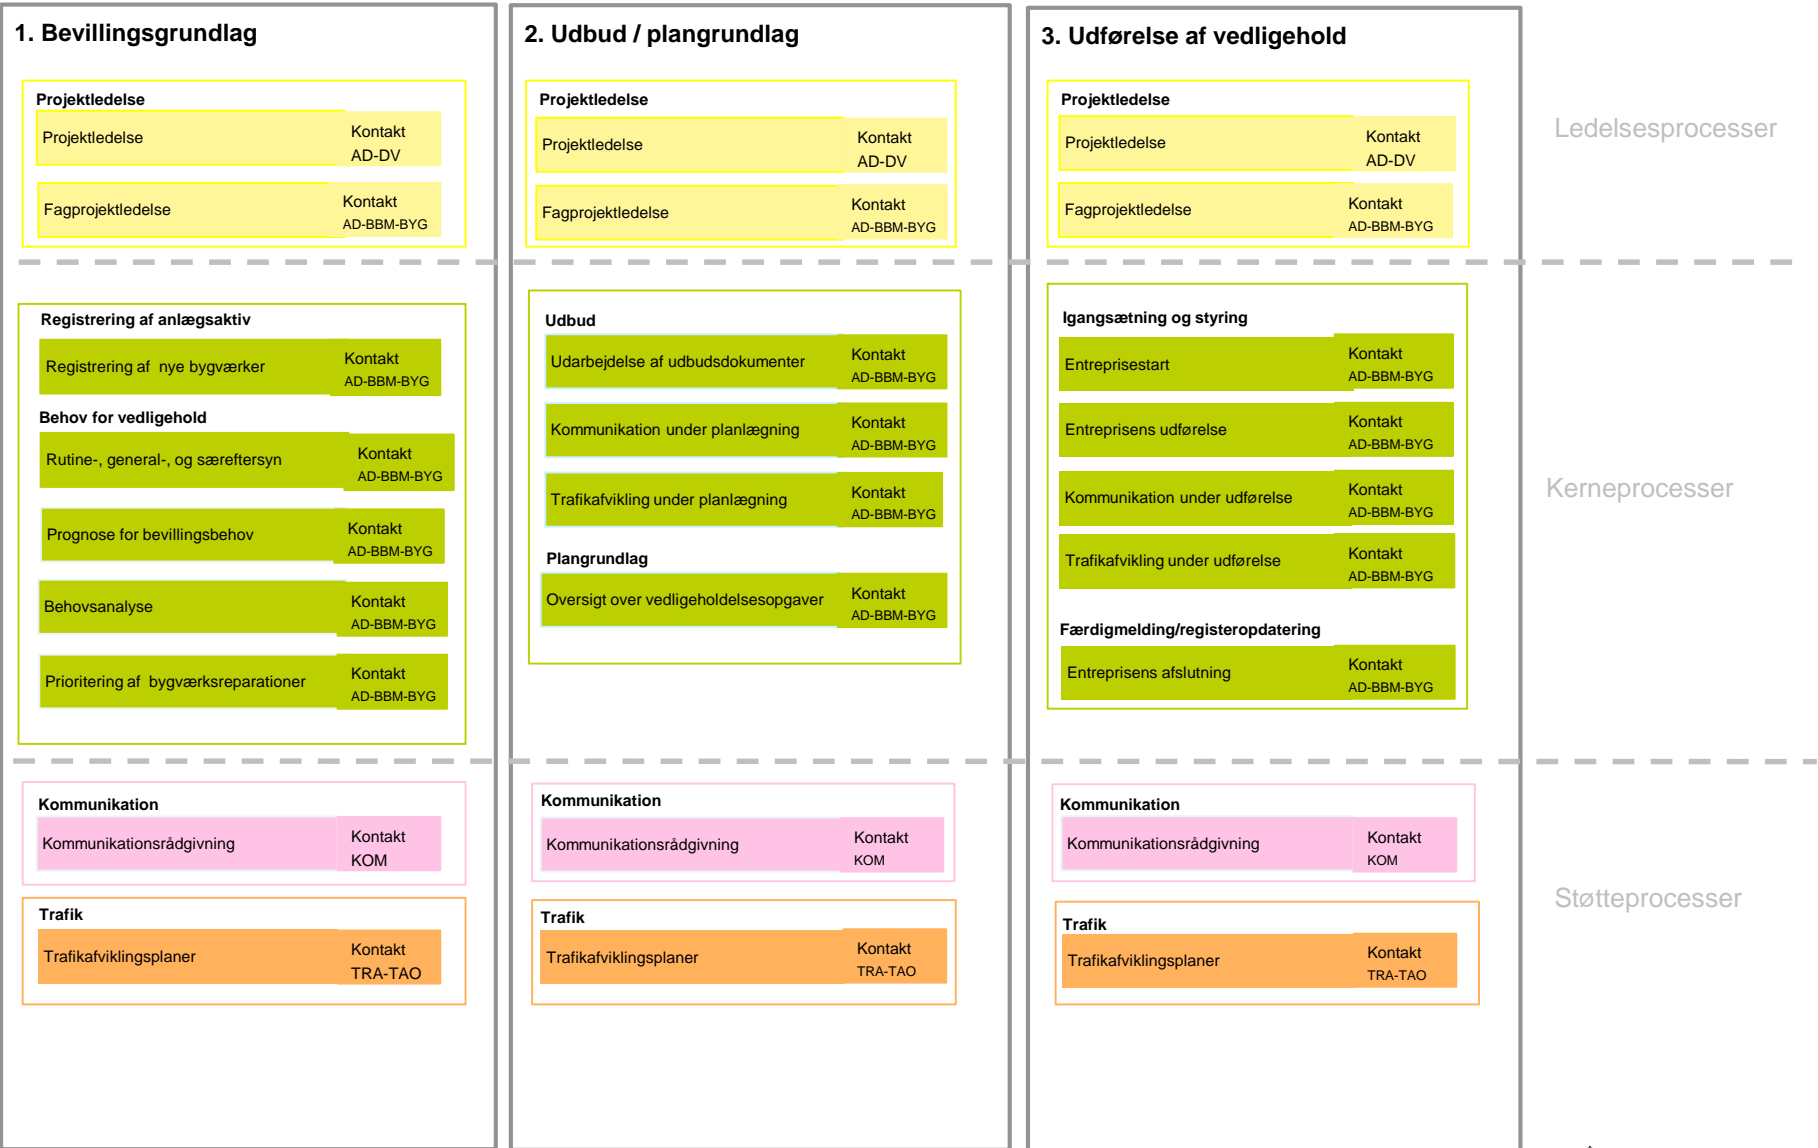 1. Bevillingsgrundlag
Projektledelse
Projektledelse
Kontakt
AD-DV
Fagprojektledelse
Kontakt
AD-BBM-BYG
Registrering af anlægsaktiv
Registrering af nye bygværker
Kontakt
AD-BBM-BYG
Behov for vedligehold
Rutine-, general-, og særeftersyn
Kontakt
AD-BBM-BYG
Prognose for bevillingsbehov
Kontakt
AD-BBM-BYG
Behovsanalyse
Kontakt
AD-BBM-BYG
Prioritering af bygværksreparationer
Kontakt
AD-BBM-BYG
Kommunikation
Kommunikationsrådgivning
Kontakt
KOM
Trafik
Trafikafviklingsplaner
Kontakt
TRA-TAO
2. Udbud / plangrundlag
Projektledelse
Projektledelse
Kontakt
AD-DV
Fagprojektledelse
Kontakt
AD-BBM-BYG
Udbud
Udarbejdelse af udbudsdokumenter
Kontakt
AD-BBM-BYG
Kommunikation under planlægning
Kontakt
AD-BBM-BYG
Trafikafvikling under planlægning
Kontakt
AD-BBM-BYG
Plangrundlag
Oversigt over vedligeholdelsesopgaver
Kontakt
AD-BBM-BYG
Kommunikation
Kommunikationsrådgivning
Kontakt
KOM
Trafik
Trafikafviklingsplaner
Kontakt
TRA-TAO
3. Udførelse af vedligehold
Projektledelse
Projektledelse
Kontakt
AD-DV
Fagprojektledelse
Kontakt
AD-BBM-BYG
Igangsætning og styring
Entreprisestart
Kontakt
AD-BBM-BYG
Entreprisens udførelse
Kontakt
AD-BBM-BYG
Kommunikation under udførelse
Kontakt
AD-BBM-BYG
Trafikafvikling under udførelse
Kontakt
AD-BBM-BYG
Færdigmelding/registeropdatering
Entreprisens afslutning
Kontakt
AD-BBM-BYG
Kommunikation
Kommunikationsrådgivning
Kontakt
KOM
Trafik
Trafikafviklingsplaner
Kontakt
TRA-TAO
Ledelsesprocesser
Kerneprocesser
Støtteprocesser